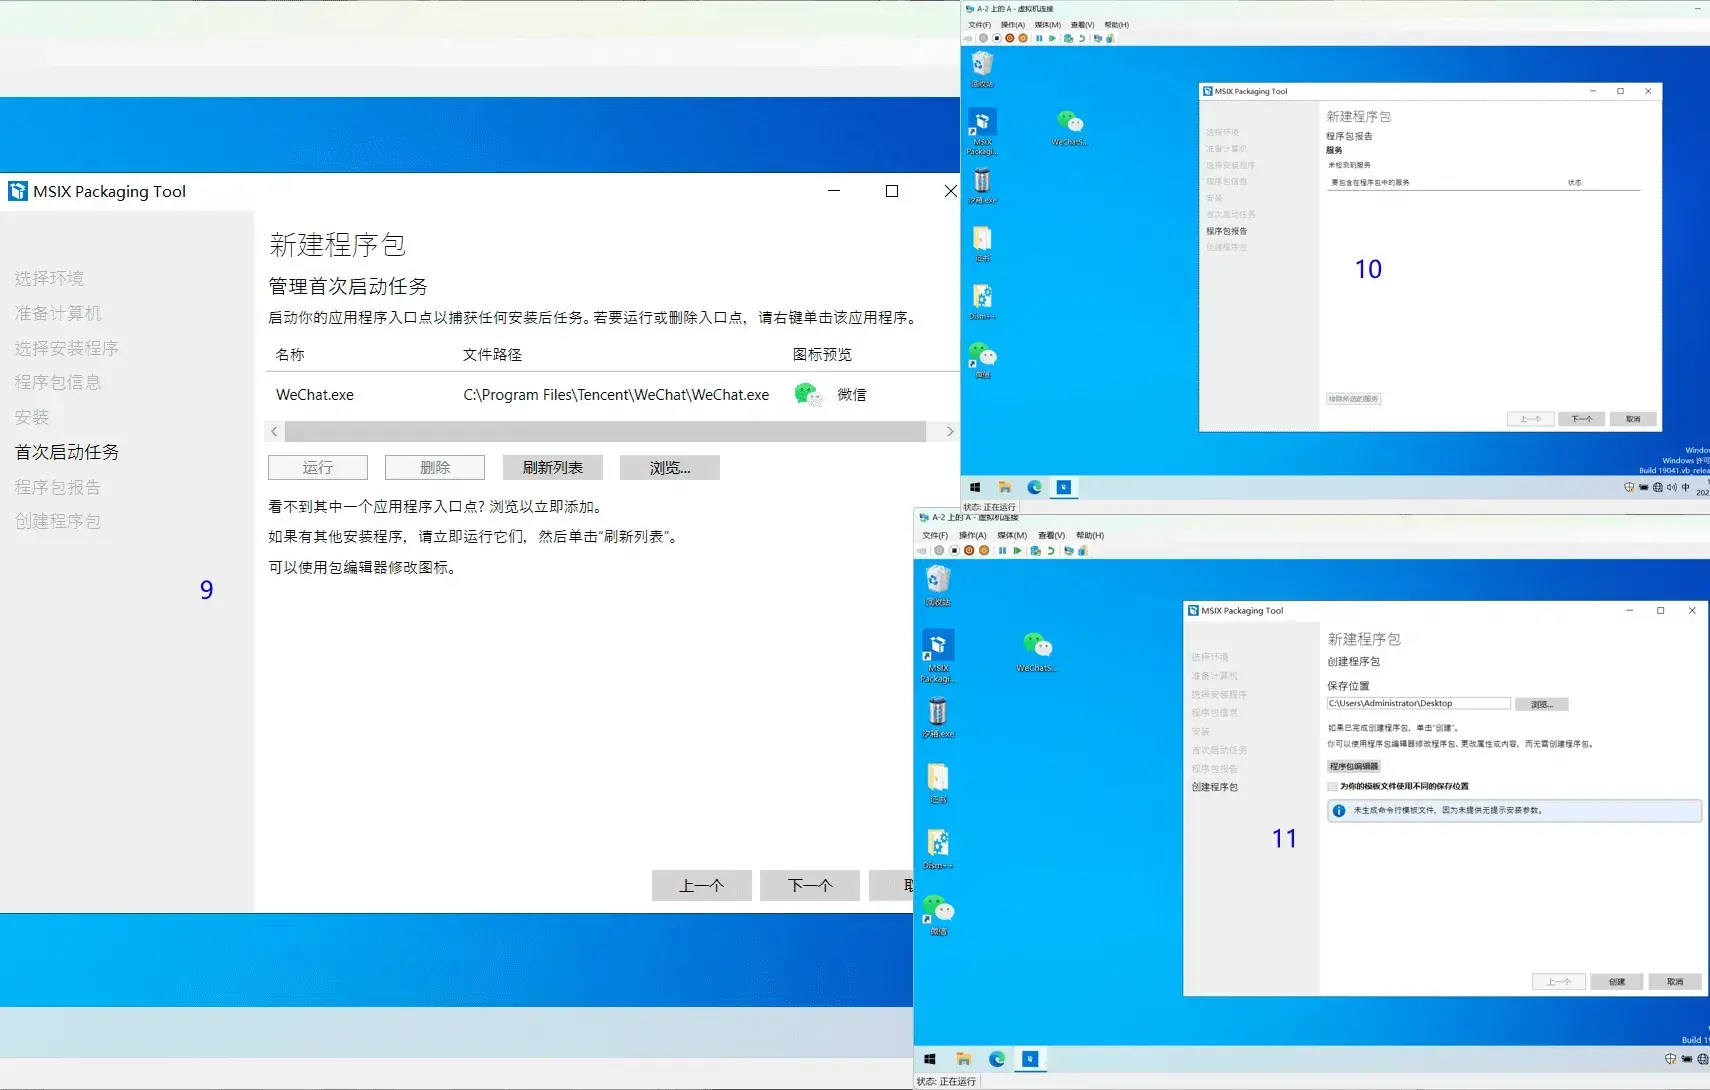 MSIX Packaging Tool
新建程序包
管理首次启动任务
启动你的应用程序入口点以捕获任何安装后任务。若要运行或删除入口点，请右键单击该应用程序。
名称 文件路径 图标预览
WeChat.exe C:\Program Files\Tencent\WeChat\WeChat.exe 微信
运行 删除 刷新列表 浏览...
看不到其中一个应用程序入口点? 浏览以立即添加。
如果有其他安装程序，请立即运行它们，然后单击“刷新列表”。
可以使用包编辑器修改图标。
选择环境
准备计算机
选择安装程序
程序包信息
安装
首次启动任务
程序包报告
创建程序包
9
上一个 下一个
A-2 上的 A - 虚拟机连接
文件(F) 操作(A) 媒体(M) 查看(V) 帮助(H)
MSIX
Packagi...
WeChatS...
汐箱.exe
证书
Dism++
微信
MSIX Packaging Tool
新建程序包
程序包报告
服务
未检测到服务
要包含在程序包中的服务 状态
选择环境
准备计算机
选择安装程序
程序包信息
安装
首次启动任务
程序包报告
创建程序包
10
排除所选的服务
上一个 下一个 取消
Windows 许可
Build 19041.vb_relea
中
状态: 正在运行
A-2 上的 A - 虚拟机连接
文件(F) 操作(A) 媒体(M) 查看(V) 帮助(H)
回收站
MSIX
Packagi...
WeChatS...
汐箱.exe
证书
Dism++
微信
MSIX Packaging Tool
新建程序包
创建程序包
保存位置
C:\Users\Administrator\Desktop 浏览...
如果已完成创建程序包，单击“创建”。
你可以使用程序包编辑器修改程序包、更改属性或内容，而无需创建程序包。
程序包编辑器
为你的模板文件使用不同的保存位置
未生成命令行模板文件，因为未提供无提示安装参数。
选择环境
准备计算机
选择安装程序
程序包信息
安装
首次启动任务
程序包报告
创建程序包
11
上一个 创建 取消
状态: 正在运行